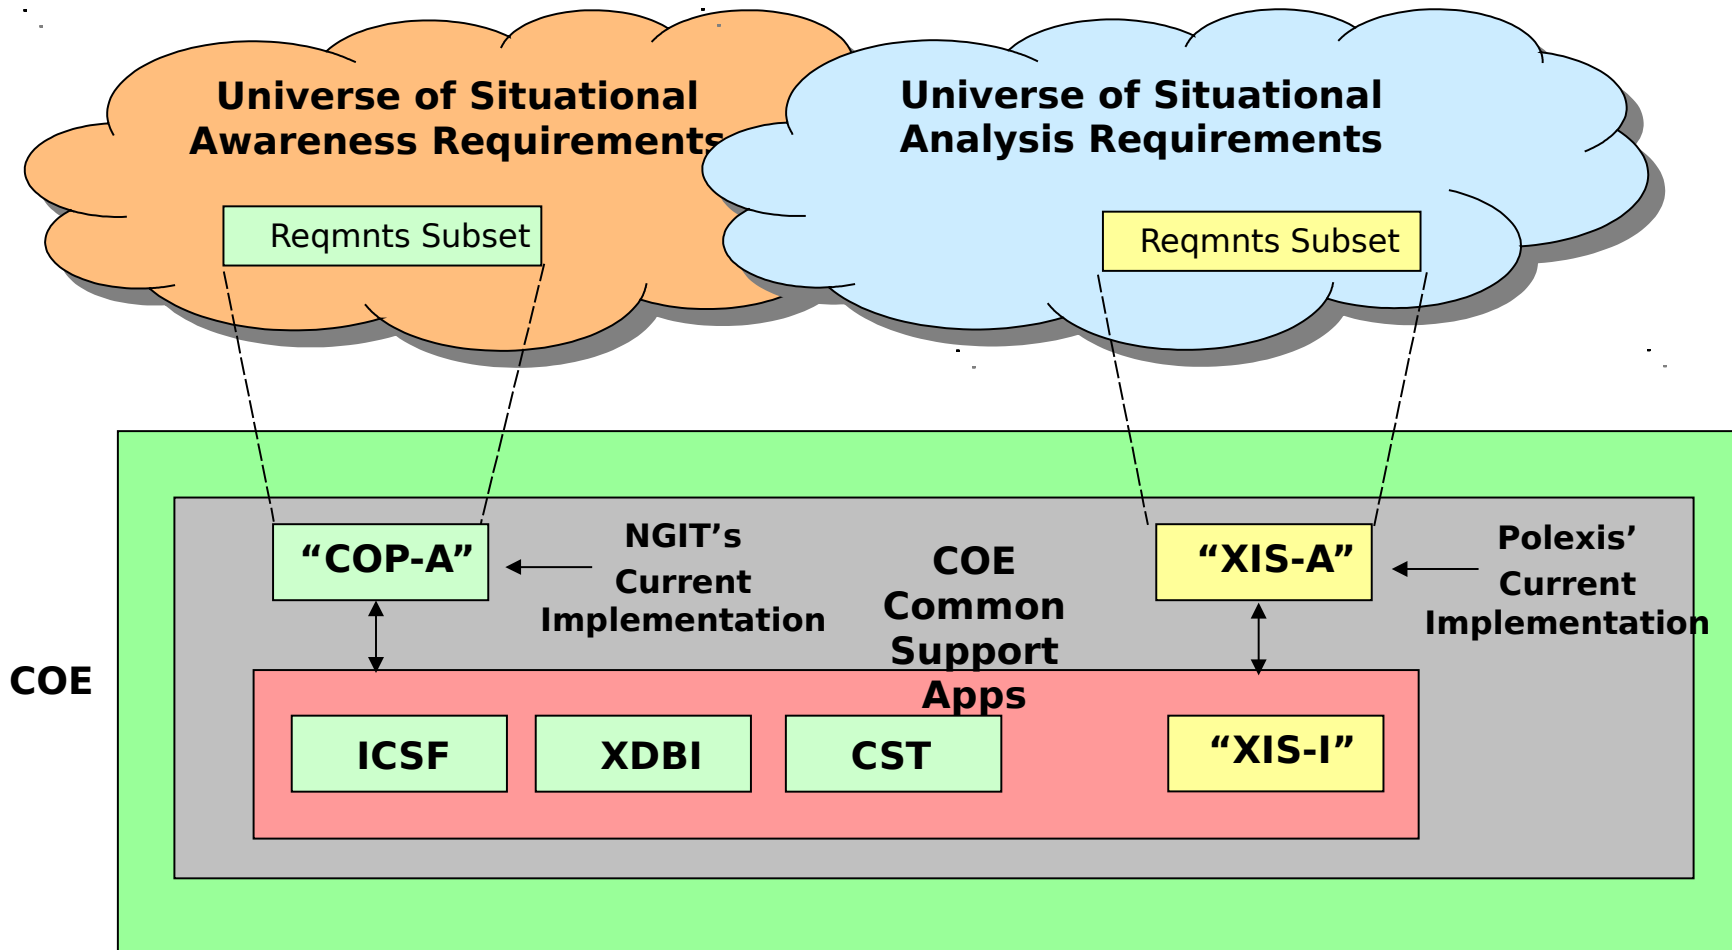 Universe of Situational
Awareness Requirements
Universe of Situational
Analysis Requirements
Reqmnts Subset
Reqmnts Subset
“COP-A”
NGIT’s
Current
Implementation
COE
Common
Support
Apps
“XIS-A”
Polexis’
Current
Implementation
COE
ICSF
XDBI
CST
“XIS-I”